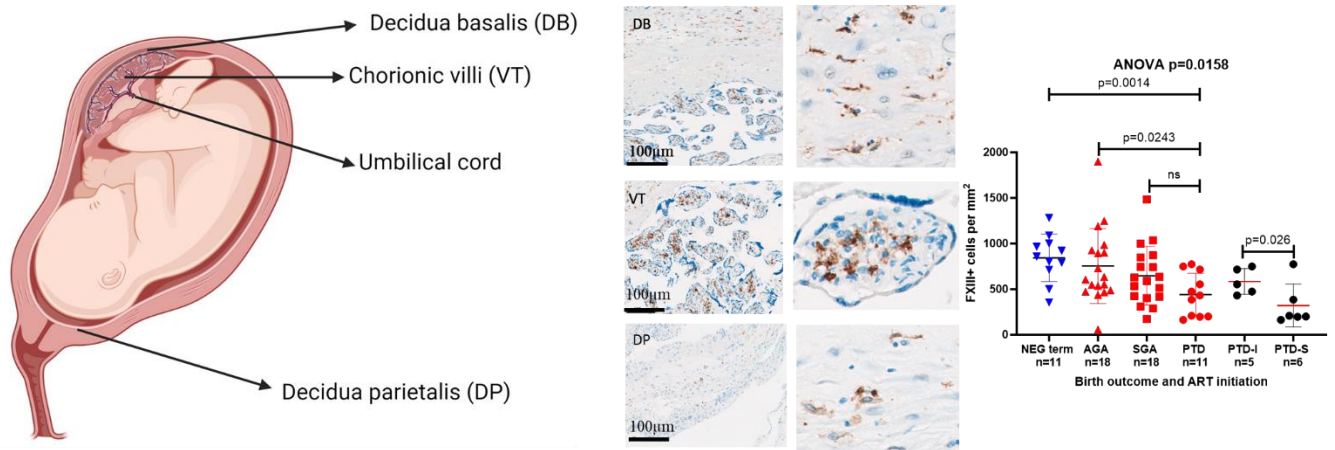 Decidua basalis (DB)
Chorionic villi (VT)
Umbilical cord
Decidua parietalis (DP)
DB
100μm
VT
100μm
DP
100μm
ANOVA p=0.0158
p=0.0014
p=0.0243
ns
p=0.026
FXIII+ cells per mm²
2000
1500
1000
500
0
NEG term AGA SGA PTD PTD-I PTD-S
n=11 n=18 n=18 n=11 n=5 n=6
Birth outcome and ART initiation